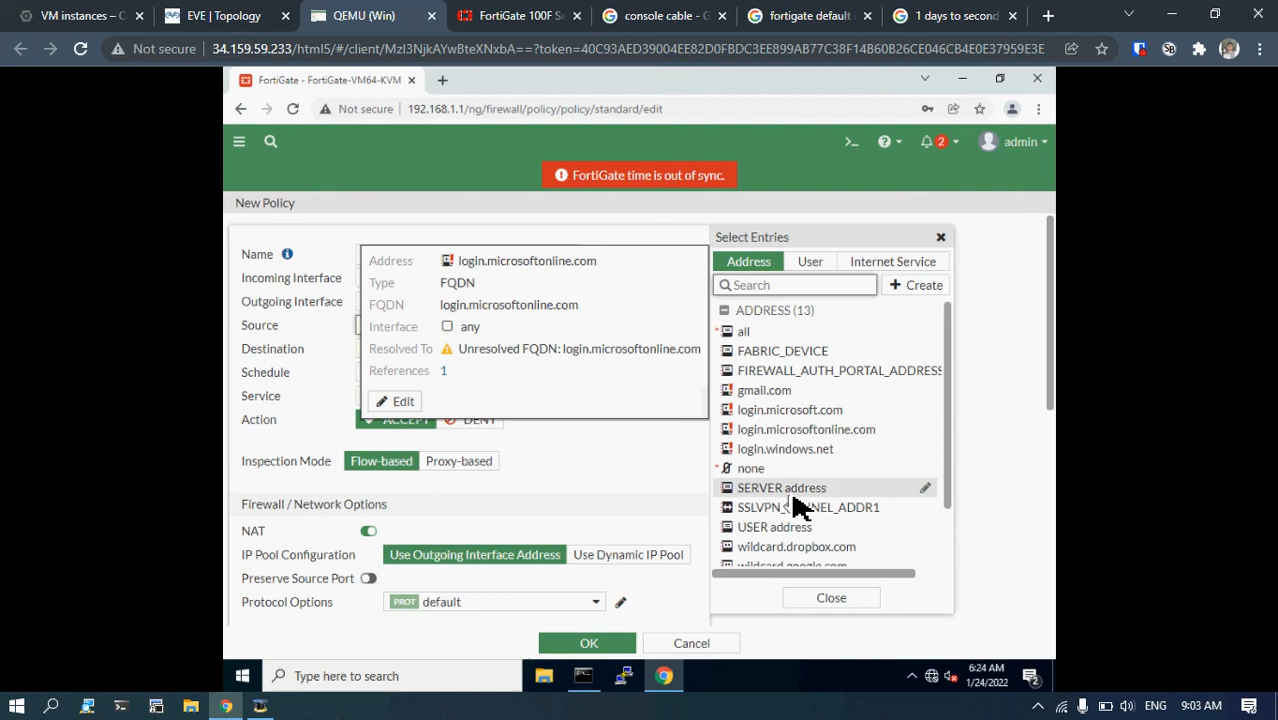 VM instances – C
EVE | Topology
QEMU (Win)
FortiGate 100F Se
console cable - G
fortigate default
1 days to second
Not secure
34.159.59.233/html5/#/client/MzI3NjkAYwBteXNxbA==?token=40C93AED39004EE82D0FBDC3EE899AB77C38F14B60B26CE046CB4E0E37959E3E
FortiGate - FortiGate-VM64-KVM
Not secure
192.168.1.1/ng/firewall/policy/policy/standard/edit
>_
2
admin
FortiGate time is out of sync.
New Policy
Name
Incoming Interface
Outgoing Interface
Source
Destination
Schedule
Service
Action
ACCEPT
DENY
Address
login.microsoftonline.com
Type
FQDN
FQDN
login.microsoftonline.com
Interface
any
Resolved To
Unresolved FQDN: login.microsoftonline.com
References
1
Edit
Inspection Mode
Flow-based
Proxy-based
Firewall / Network Options
NAT
IP Pool Configuration
Use Outgoing Interface Address
Use Dynamic IP Pool
Preserve Source Port
Protocol Options
PROT
default
OK
Cancel
Select Entries
Address
User
Internet Service
Search
Create
ADDRESS (13)
all
FABRIC_DEVICE
FIREWALL_AUTH_PORTAL_ADDRESS
gmail.com
login.microsoft.com
login.microsoftonline.com
login.windows.net
none
SERVER address
USER address
wildcard.dropbox.com
wildcard.google.com
Close
Type here to search
6:24 AM
1/24/2022
2
ENG
9:03 AM